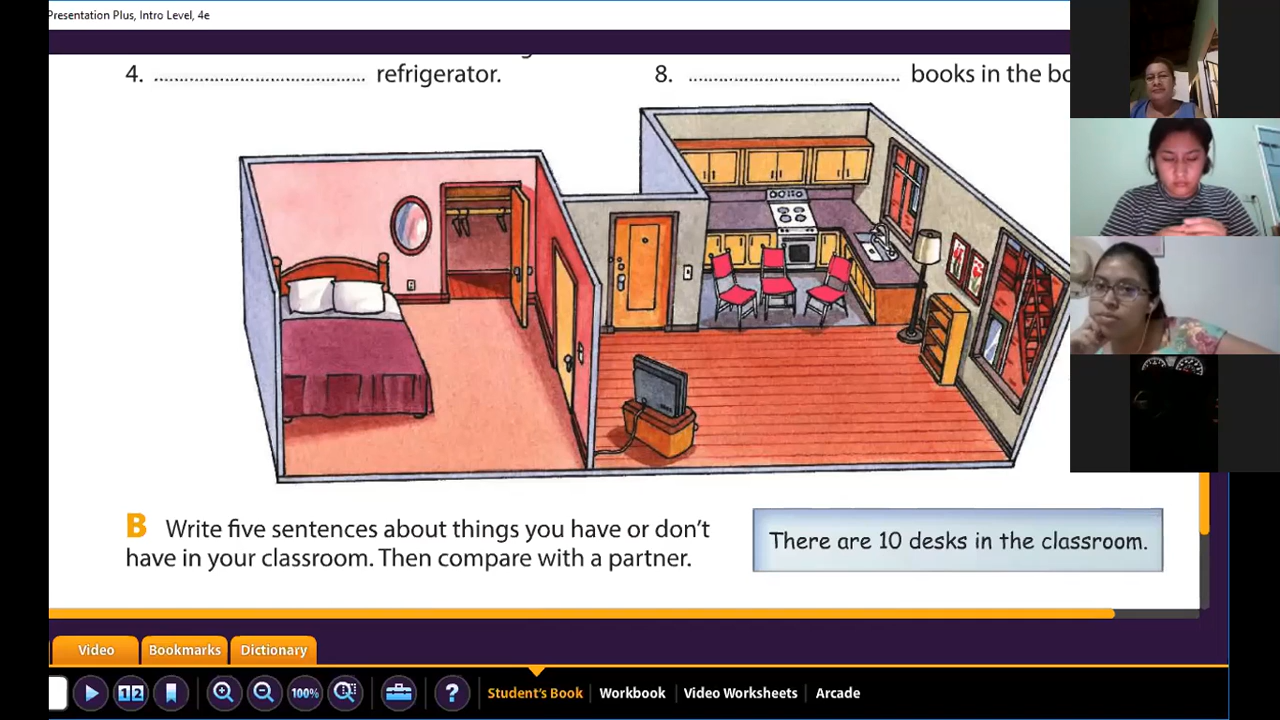 Presentation Plus, Intro Level, 4e
4. ........................................ refrigerator.
8. ........................................ books in the
B Write five sentences about things you have or don't
have in your classroom. Then compare with a partner.
There are 10 desks in the classroom.
Video Bookmarks Dictionary
12 100% ? Student's Book Workbook Video Worksheets Arcade